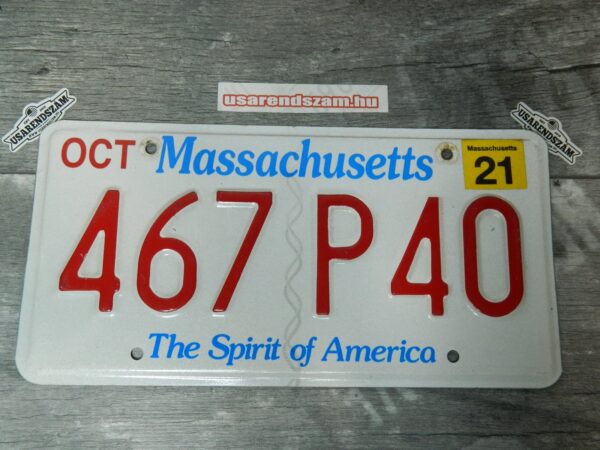 usarendszam.hu
USARENDSZAM
USARENDSZAM
OCT Massachusetts
Massachusetts
21
467 P40
The Spirit of America